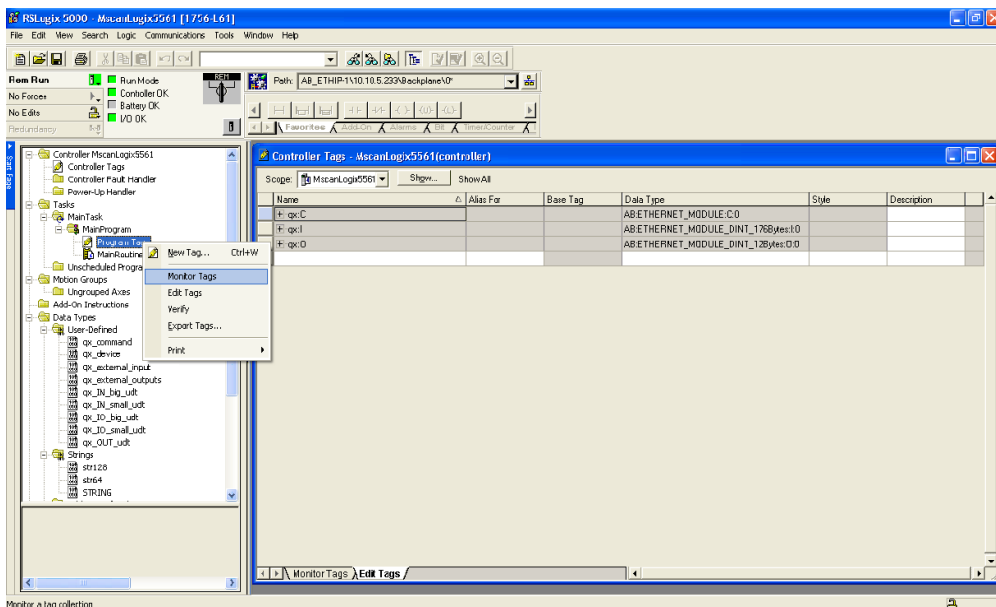 RSLogix 5000 - MscanLogix5561 [1756-L61]
File Edit View Search Logic Communications Tools Window Help
Rem Run
Run Mode
REM
Path: AB_ETHIP-1\10.10.5.233\Backplane\0*
No Forces
Controller OK
Battery OK
No Edits
I/O OK
Redundancy
Favorites Add-On Alarms Bit Timer/Counter
Start Page
Controller MscanLogix5561
Controller Tags
Controller Fault Handler
Power-Up Handler
Tasks
MainTask
MainProgram
Program Tags
MainRoutine
Unscheduled Progra
Motion Groups
Ungrouped Axes
Add-On Instructions
Data Types
User-Defined
qx_command
qx_device
qx_external_input
qx_external_outputs
qx_IN_big_udt
qx_IN_small_udt
qx_IO_big_udt
qx_IO_small_udt
qx_OUT_udt
Strings
str128
str64
STRING
New Tag... Ctrl+W
Monitor Tags
Edit Tags
Verify
Export Tags...
Print
Controller Tags - MscanLogix5561(controller)
Scope: MscanLogix5561 Show... Show All
Name Alias For Base Tag Data Type Style Description
qx:C AB:ETHERNET_MODULE:C:0
qx:I AB:ETHERNET_MODULE_DINT_176Bytes:I:0
qx:O AB:ETHERNET_MODULE_DINT_12Bytes:O:0
Monitor Tags Edit Tags
Monitor a tag collection